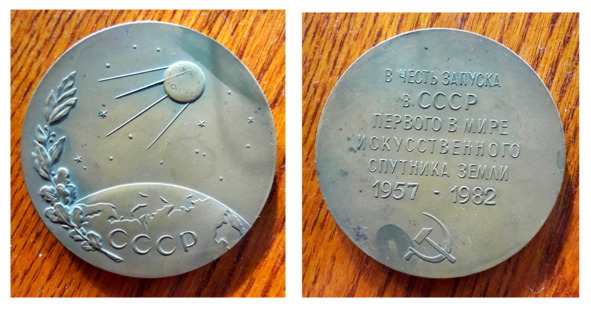 СССР
В ЧЕСТЬ ЗАПУСКА
В СССР
ПЕРВОГО В МИРЕ
ИСКУССТВЕННОГО
СПУТНИКА ЗЕМЛИ
1957 - 1982